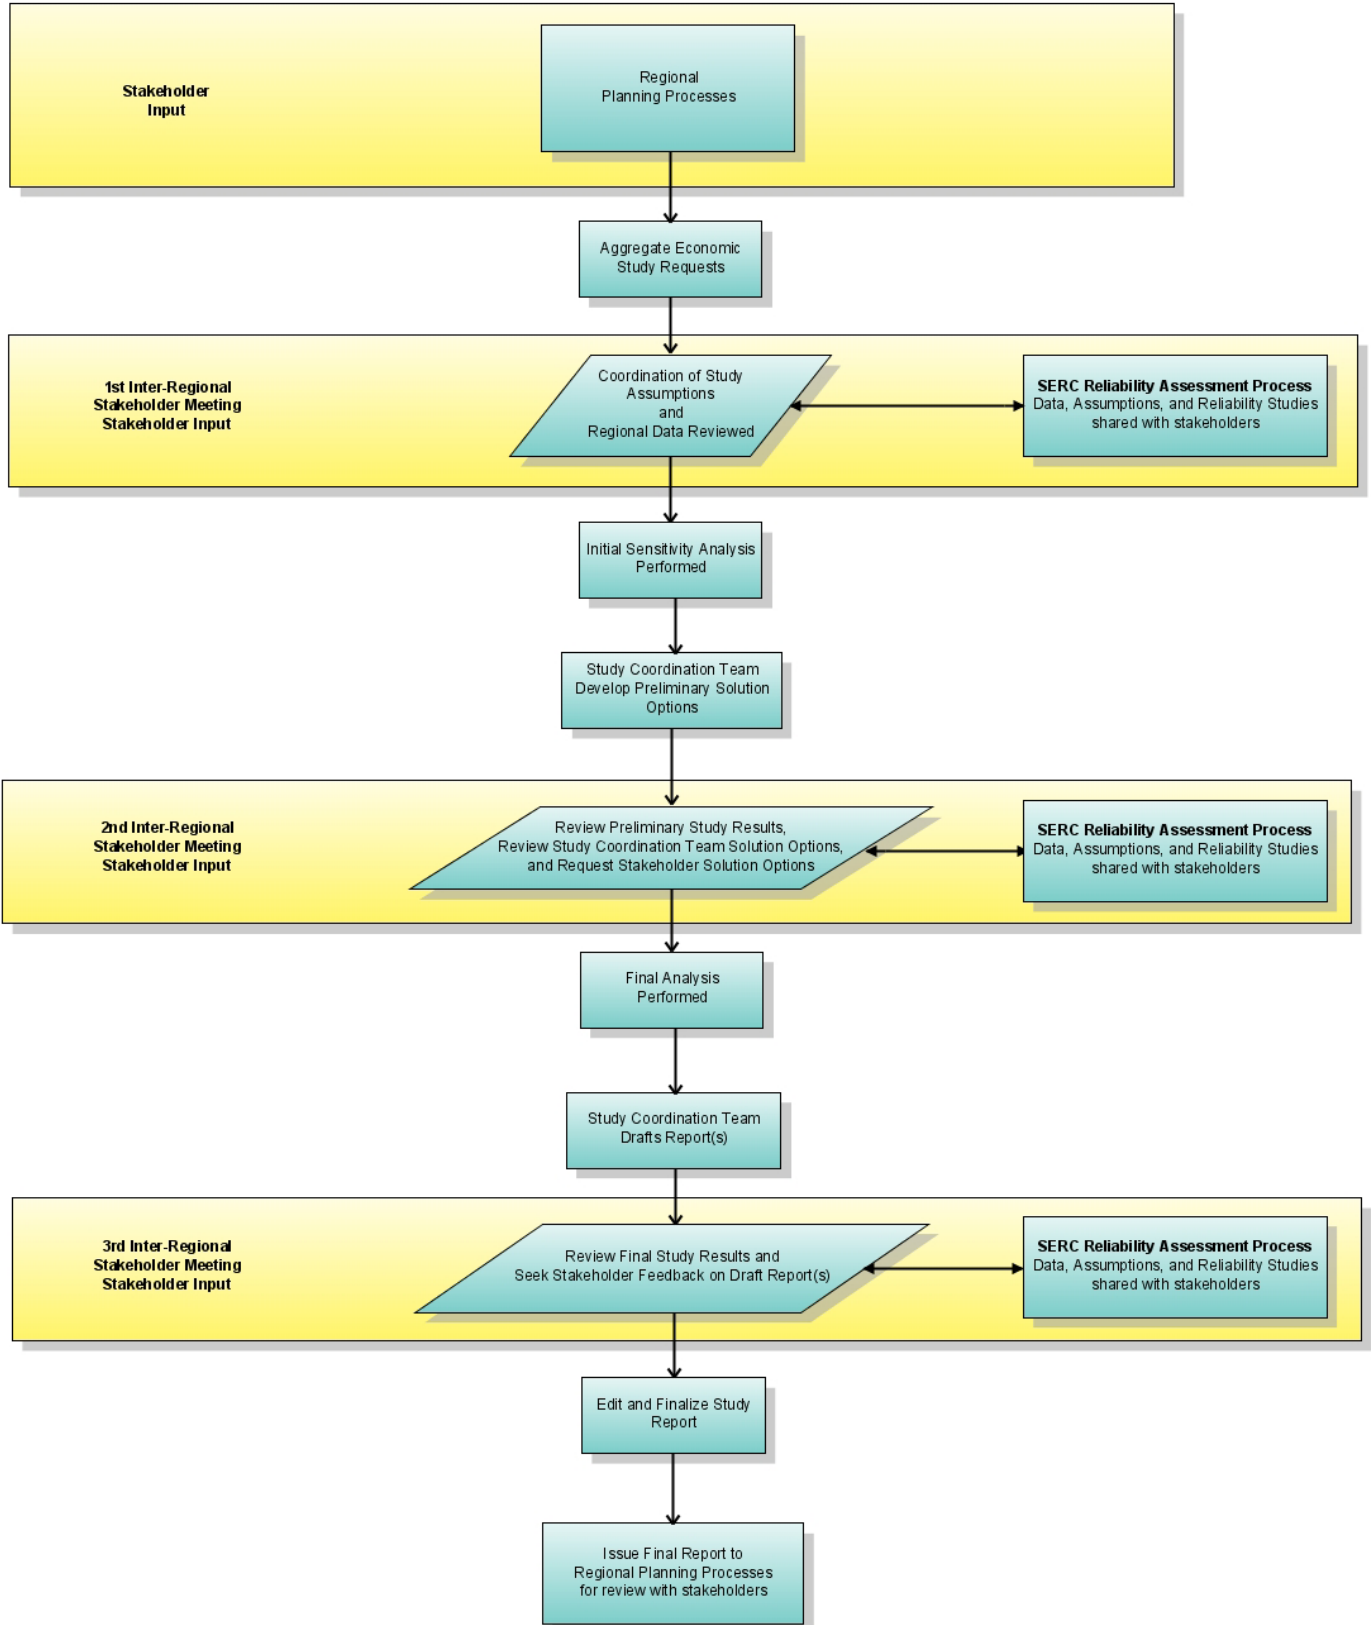 Stakeholder
Input
Regional
Planning Processes
Aggregate Economic
Study Requests
1st Inter-Regional
Stakeholder Meeting
Stakeholder Input
Coordination of Study
Assumptions
and
Regional Data Reviewed
SERC Reliability Assessment Process
Data, Assumptions, and Reliability Studies
shared with stakeholders
Initial Sensitivity Analysis
Performed
Study Coordination Team
Develop Preliminary Solution
Options
2nd Inter-Regional
Stakeholder Meeting
Stakeholder Input
Review Preliminary Study Results,
Review Study Coordination Team Solution Options,
and Request Stakeholder Solution Options
SERC Reliability Assessment Process
Data, Assumptions, and Reliability Studies
shared with stakeholders
Final Analysis
Performed
Study Coordination Team
Drafts Report(s)
3rd Inter-Regional
Stakeholder Meeting
Stakeholder Input
Review Final Study Results and
Seek Stakeholder Feedback on Draft Report(s)
SERC Reliability Assessment Process
Data, Assumptions, and Reliability Studies
shared with stakeholders
Edit and Finalize Study
Report
Issue Final Report to
Regional Planning Processes
for review with stakeholders